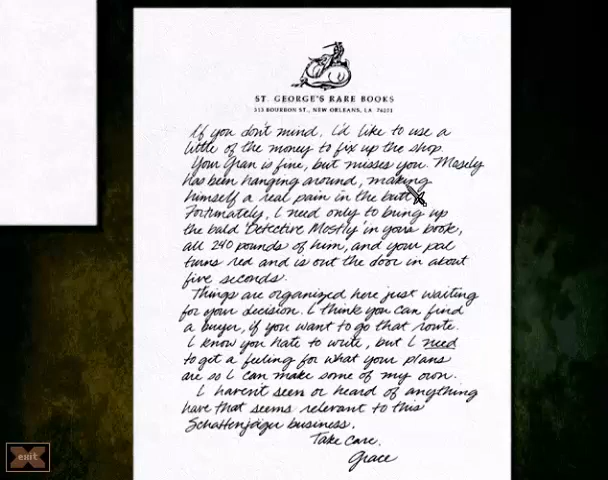 ST. GEORGE'S RARE BOOKS
513 BOURBON ST., NEW ORLEANS, LA 76231
If you don't mind, I'd like to use a
little of the money to fix up the shop.
Your Gran is fine, but misses you. Mosely
has been hanging around, making
himself a real pain in the butt.
Fortunately, I need only to bring up
the bald 'Detective Mostly' in your book,
all 240 pounds of him, and your pal
turns red and is out the door in about
five seconds.
Things are organized here just waiting
for your decision. I think you can find
a buyer, if you want to go that route.
I know you hate to write, but I need
to get a feeling for what your plans
are so I can make some of my own.
I haven't seen or heard of anything
here that seems relevant to this
Schattenjäger business.
Take care.
Grace
exit